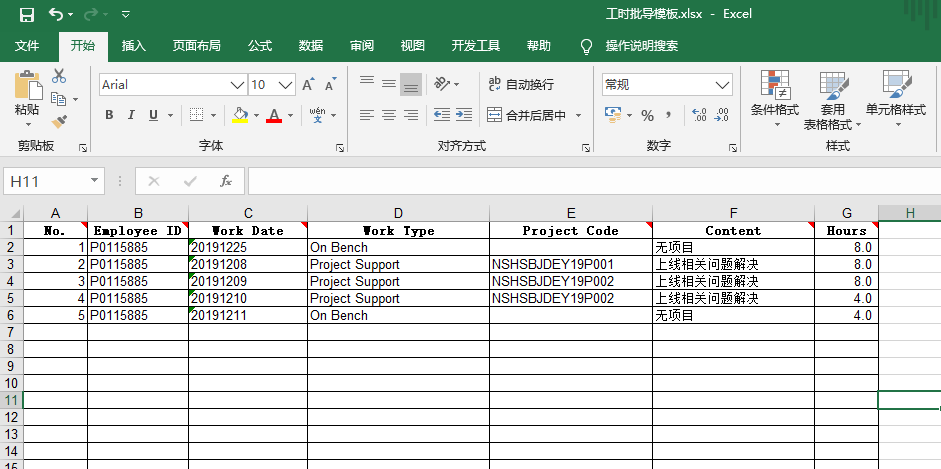 工时批导模板.xlsx - Excel
文件 开始 插入 页面布局 公式 数据 审阅 视图 开发工具 帮助 操作说明搜索
粘贴 Arial 10 A A ab 自动换行 常规 条件格式 套用 单元格样式
表格格式
B I U A wén 文 合并后居中 % , .00 .0
剪贴板 字体 对齐方式 数字 样式
H11 fx
A B C D E F G H
1 No. Employee ID Work Date Work Type Project Code Content Hours
2 1 P0115885 20191225 On Bench 无项目 8.0
3 2 P0115885 20191208 Project Support NSHSBJDEY19P001 上线相关问题解决 8.0
4 3 P0115885 20191209 Project Support NSHSBJDEY19P002 上线相关问题解决 8.0
5 4 P0115885 20191210 Project Support NSHSBJDEY19P002 上线相关问题解决 4.0
6 5 P0115885 20191211 On Bench 无项目 4.0
7
8
9
10
11
12
13
14
15